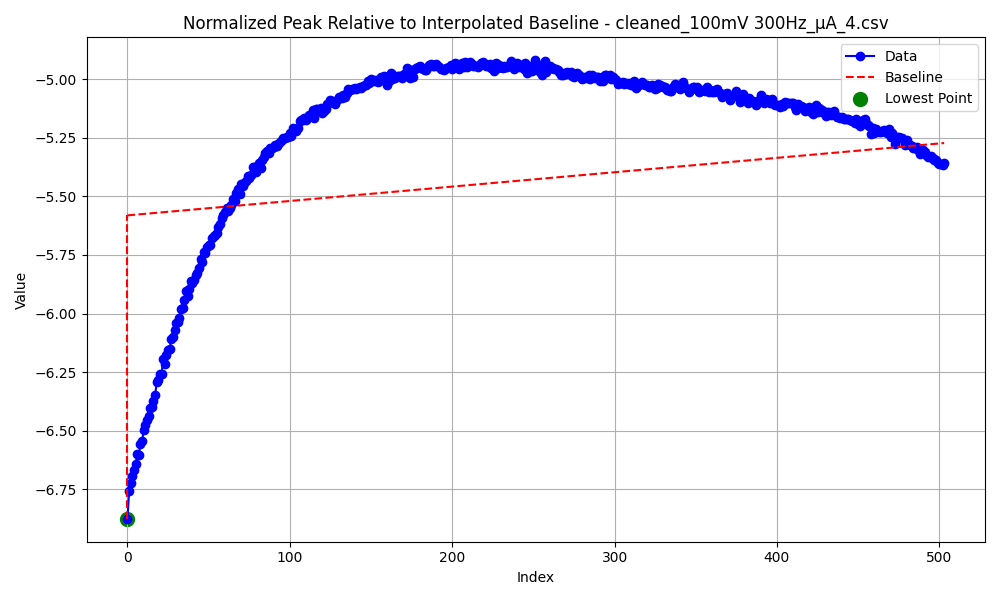 Normalized Peak Relative to Interpolated Baseline - cleaned_100mV 300Hz_μA_4.csv
Data
Baseline
Lowest Point
−5.00
−5.25
−5.50
−5.75
−6.00
−6.25
−6.50
−6.75
Value
0 100 200 300 400 500
Index